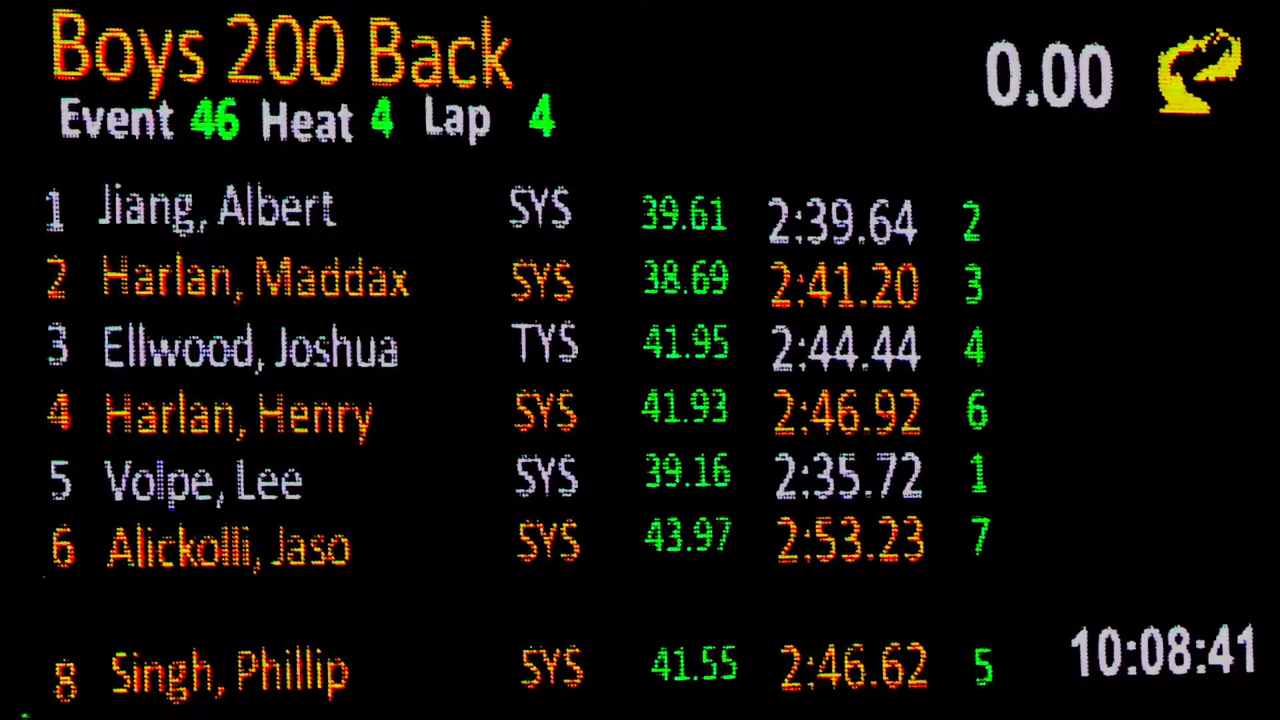 Boys 200 Back
0.00
Event 46 Heat 4 Lap 4
1 Jiang, Albert SYS 39.61 2:39.64 2
2 Harlan, Maddax SYS 38.69 2:41.20 3
3 Ellwood, Joshua TYS 41.95 2:44.44 4
4 Harlan, Henry SYS 41.93 2:46.92 6
5 Volpe, Lee SYS 39.16 2:35.72 1
6 Alickolli, Jaso SYS 43.97 2:53.23 7
8 Singh, Phillip SYS 41.55 2:46.62 5
10:08:41